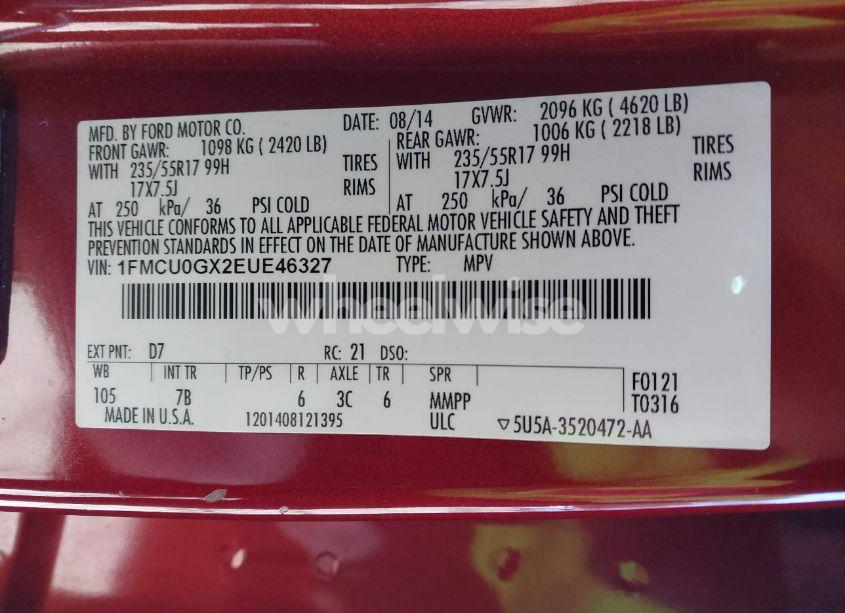 MFD. BY FORD MOTOR CO. DATE: 08/14 GVWR: 2096 KG ( 4620 LB)
FRONT GAWR: 1098 KG ( 2420 LB) REAR GAWR: 1006 KG ( 2218 LB)
WITH 235/55R17 99H TIRES WITH 235/55R17 99H TIRES
17X7.5J RIMS 17X7.5J RIMS
AT 250 kPa/ 36 PSI COLD AT 250 kPa/ 36 PSI COLD
THIS VEHICLE CONFORMS TO ALL APPLICABLE FEDERAL MOTOR VEHICLE SAFETY AND THEFT
PREVENTION STANDARDS IN EFFECT ON THE DATE OF MANUFACTURE SHOWN ABOVE.
VIN: 1FMCU0GX2EUE46327 TYPE: MPV
wheelwise
EXT PNT: D7 RC: 21 DSO:
WB INT TR TP/PS R AXLE TR SPR F0121
105 7B 6 3C 6 MMPP T0316
MADE IN U.S.A. 1201408121395 ULC ▽5U5A-3520472-AA